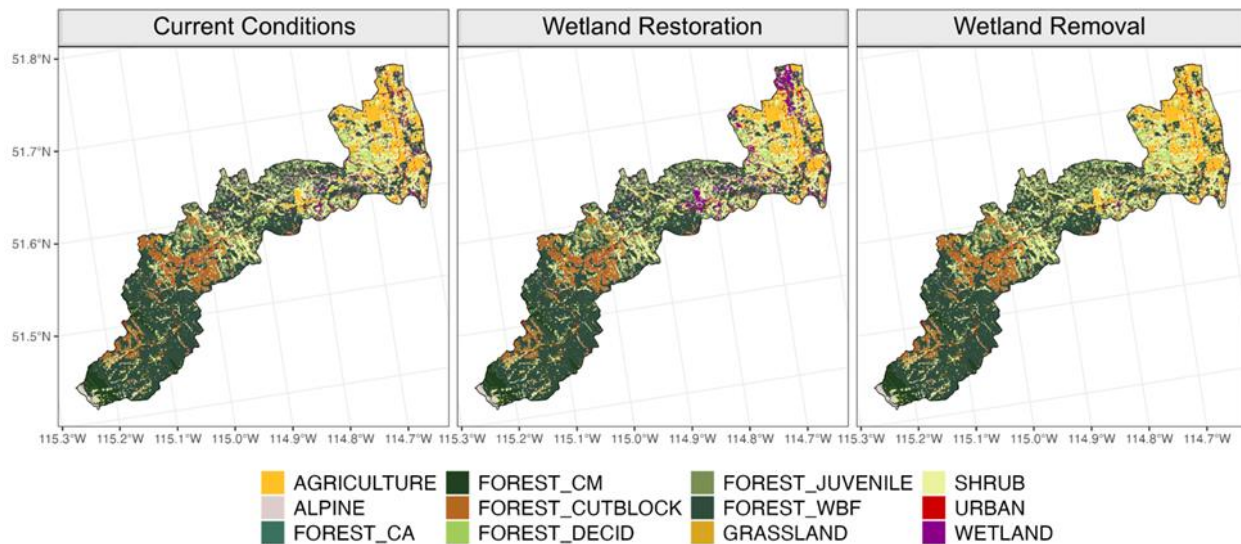 Current Conditions Wetland Restoration Wetland Removal
51.8°N
51.7°N
51.6°N
51.5°N
115.3°W 115.2°W 115.1°W 115.0°W 114.9°W 114.8°W 114.7°W 115.3°W 115.2°W 115.1°W 115.0°W 114.9°W 114.8°W 114.7°W 115.3°W 115.2°W 115.1°W 115.0°W 114.9°W 114.8°W 114.7°W
AGRICULTURE FOREST_CM FOREST_JUVENILE SHRUB
ALPINE FOREST_CUTBLOCK FOREST_WBF URBAN
FOREST_CA FOREST_DECID GRASSLAND WETLAND